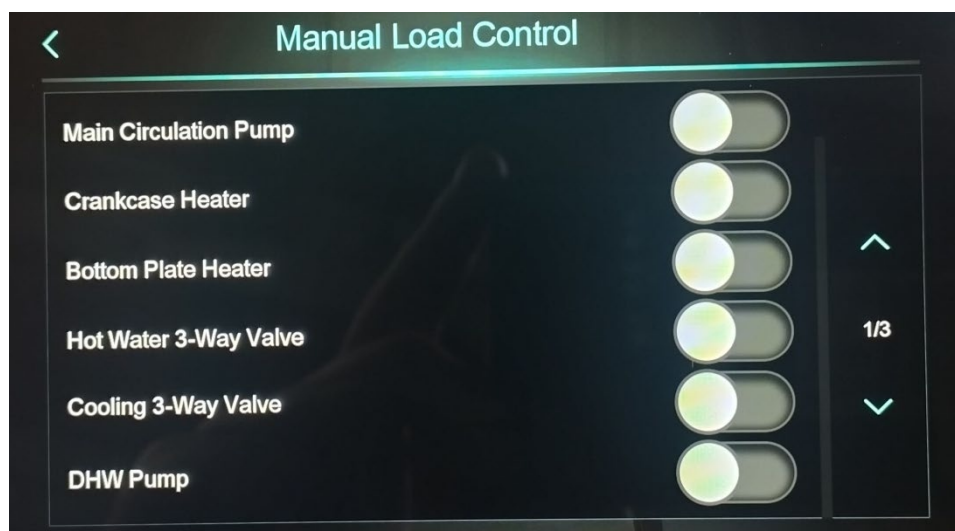 Manual Load Control
Main Circulation Pump
Crankcase Heater
Bottom Plate Heater
Hot Water 3-Way Valve
1/3
Cooling 3-Way Valve
DHW Pump